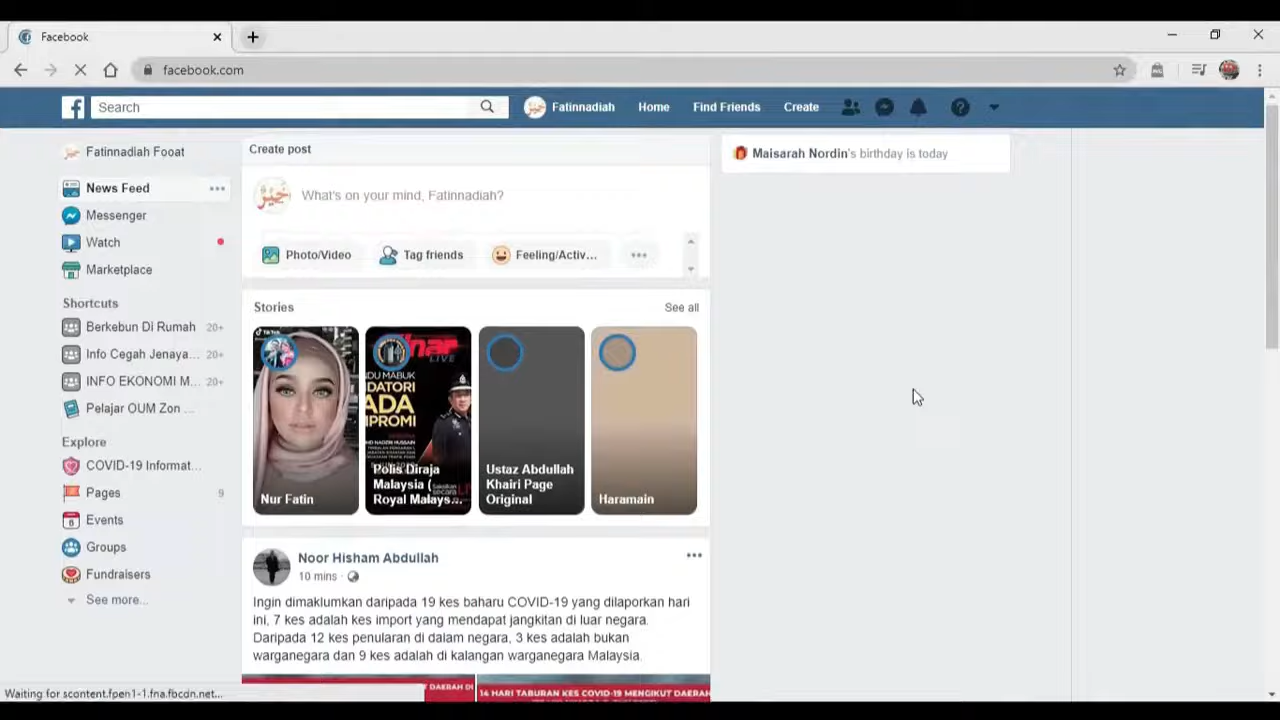 Facebook
facebook.com
Search
Fatinnadiah
Home
Find Friends
Create
Fatinnadiah Fooat
News Feed
Messenger
Watch
Marketplace
Shortcuts
Berkebun Di Rumah 20+
Info Cegah Jenaya... 20+
INFO EKONOMI M... 20+
Pelajar OUM Zon ...
Explore
COVID-19 Informat...
Pages 9
Events
Groups
Fundraisers
See more...
Create post
What's on your mind, Fatinnadiah?
Photo/Video
Tag friends
Feeling/Activ...
Stories
See all
TikTok
Nur Fatin
LIVE
DU MABUK
DATORI
ADA
MPROMI
Polis Diraja
Malaysia (
Royal Malays...
Ustaz Abdullah
Khairi Page
Original
Haramain
Noor Hisham Abdullah
10 mins
Ingin dimaklumkan daripada 19 kes baharu COVID-19 yang dilaporkan hari
ini, 7 kes adalah kes import yang mendapat jangkitan di luar negara.
Daripada 12 kes penularan di dalam negara, 3 kes adalah bukan
warganegara dan 9 kes adalah di kalangan warganegara Malaysia.
DAERAH DI
14 HARI TABURAN KES COVID-19 MENGIKUT DAERAH
Maisarah Nordin's birthday is today
Waiting for scontent.fpen1-1.fna.fbcdn.net...